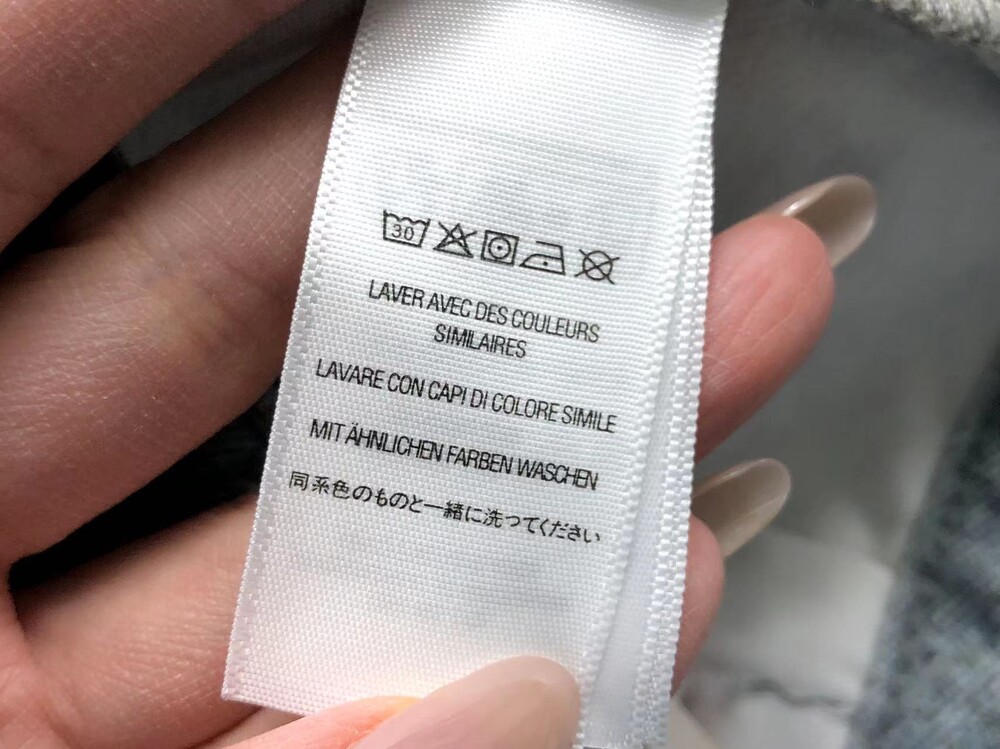 30
LAVER AVEC DES COULEURS
SIMILAIRES
LAVARE CON CAPI DI COLORE SIMILE
MIT ÄHNLICHEN FARBEN WASCHEN
同系色のものと一緒に洗ってください